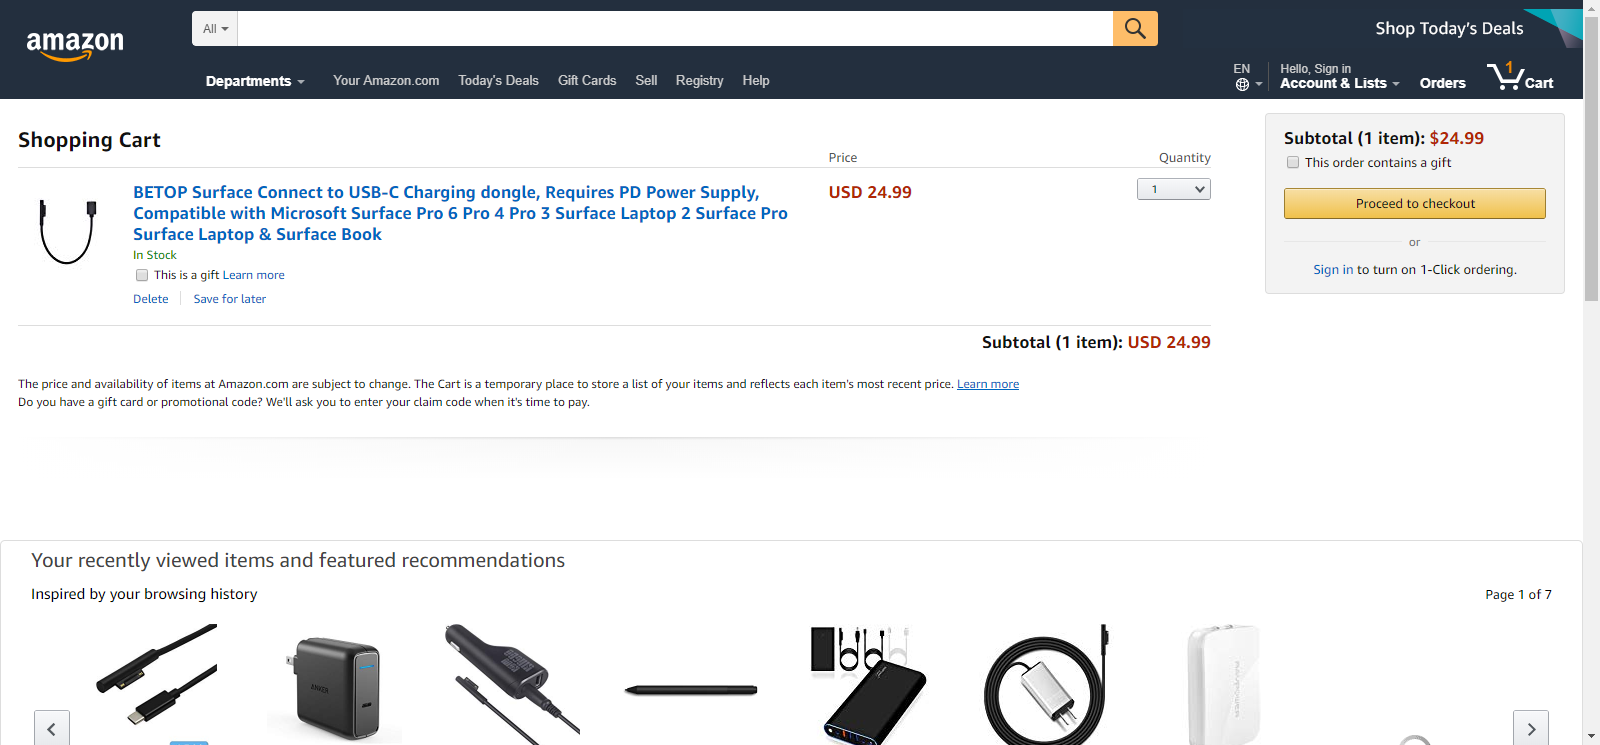 amazon
All
Shop Today's Deals
Departments
Your Amazon.com
Today's Deals
Gift Cards
Sell
Registry
Help
EN
Hello, Sign in
Account & Lists
Orders
1
Cart
Shopping Cart
Price
Quantity
BETOP Surface Connect to USB-C Charging dongle, Requires PD Power Supply,
Compatible with Microsoft Surface Pro 6 Pro 4 Pro 3 Surface Laptop 2 Surface Pro
Surface Laptop & Surface Book
USD 24.99
1
In Stock
This is a gift Learn more
Delete
Save for later
Subtotal (1 item): USD 24.99
Subtotal (1 item): $24.99
This order contains a gift
Proceed to checkout
or
Sign in to turn on 1-Click ordering.
The price and availability of items at Amazon.com are subject to change. The Cart is a temporary place to store a list of your items and reflects each item's most recent price. Learn more
Do you have a gift card or promotional code? We'll ask you to enter your claim code when it's time to pay.
Your recently viewed items and featured recommendations
Inspired by your browsing history
Page 1 of 7
ANKER